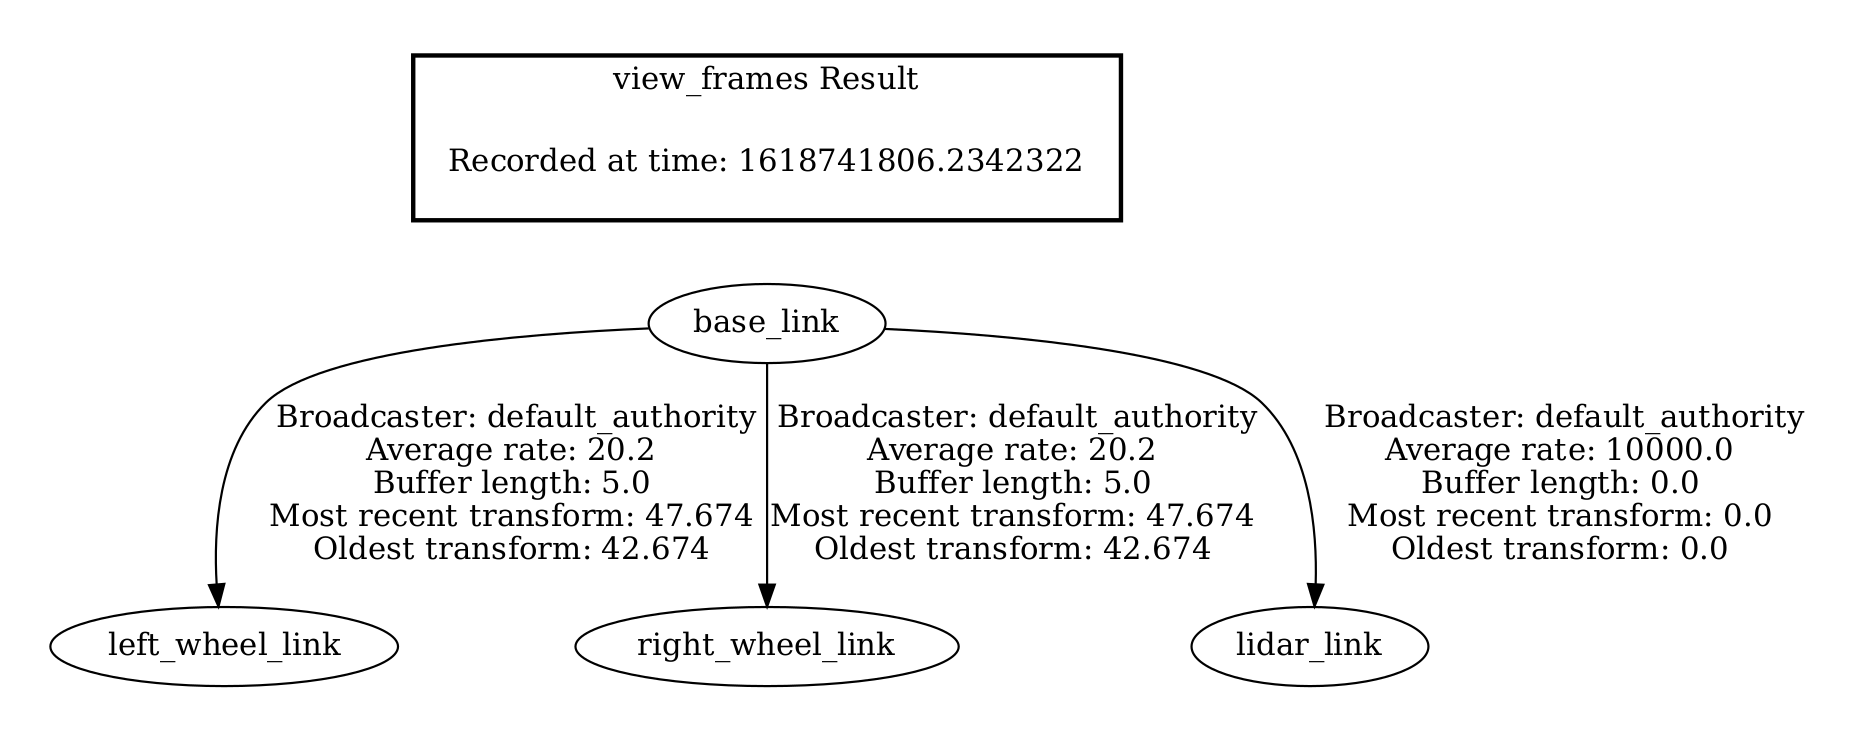 view_frames Result
Recorded at time: 1618741806.2342322
base_link
Broadcaster: default_authority
Average rate: 20.2
Buffer length: 5.0
Most recent transform: 47.674
Oldest transform: 42.674
Broadcaster: default_authority
Average rate: 20.2
Buffer length: 5.0
Most recent transform: 47.674
Oldest transform: 42.674
Broadcaster: default_authority
Average rate: 10000.0
Buffer length: 0.0
Most recent transform: 0.0
Oldest transform: 0.0
left_wheel_link
right_wheel_link
lidar_link